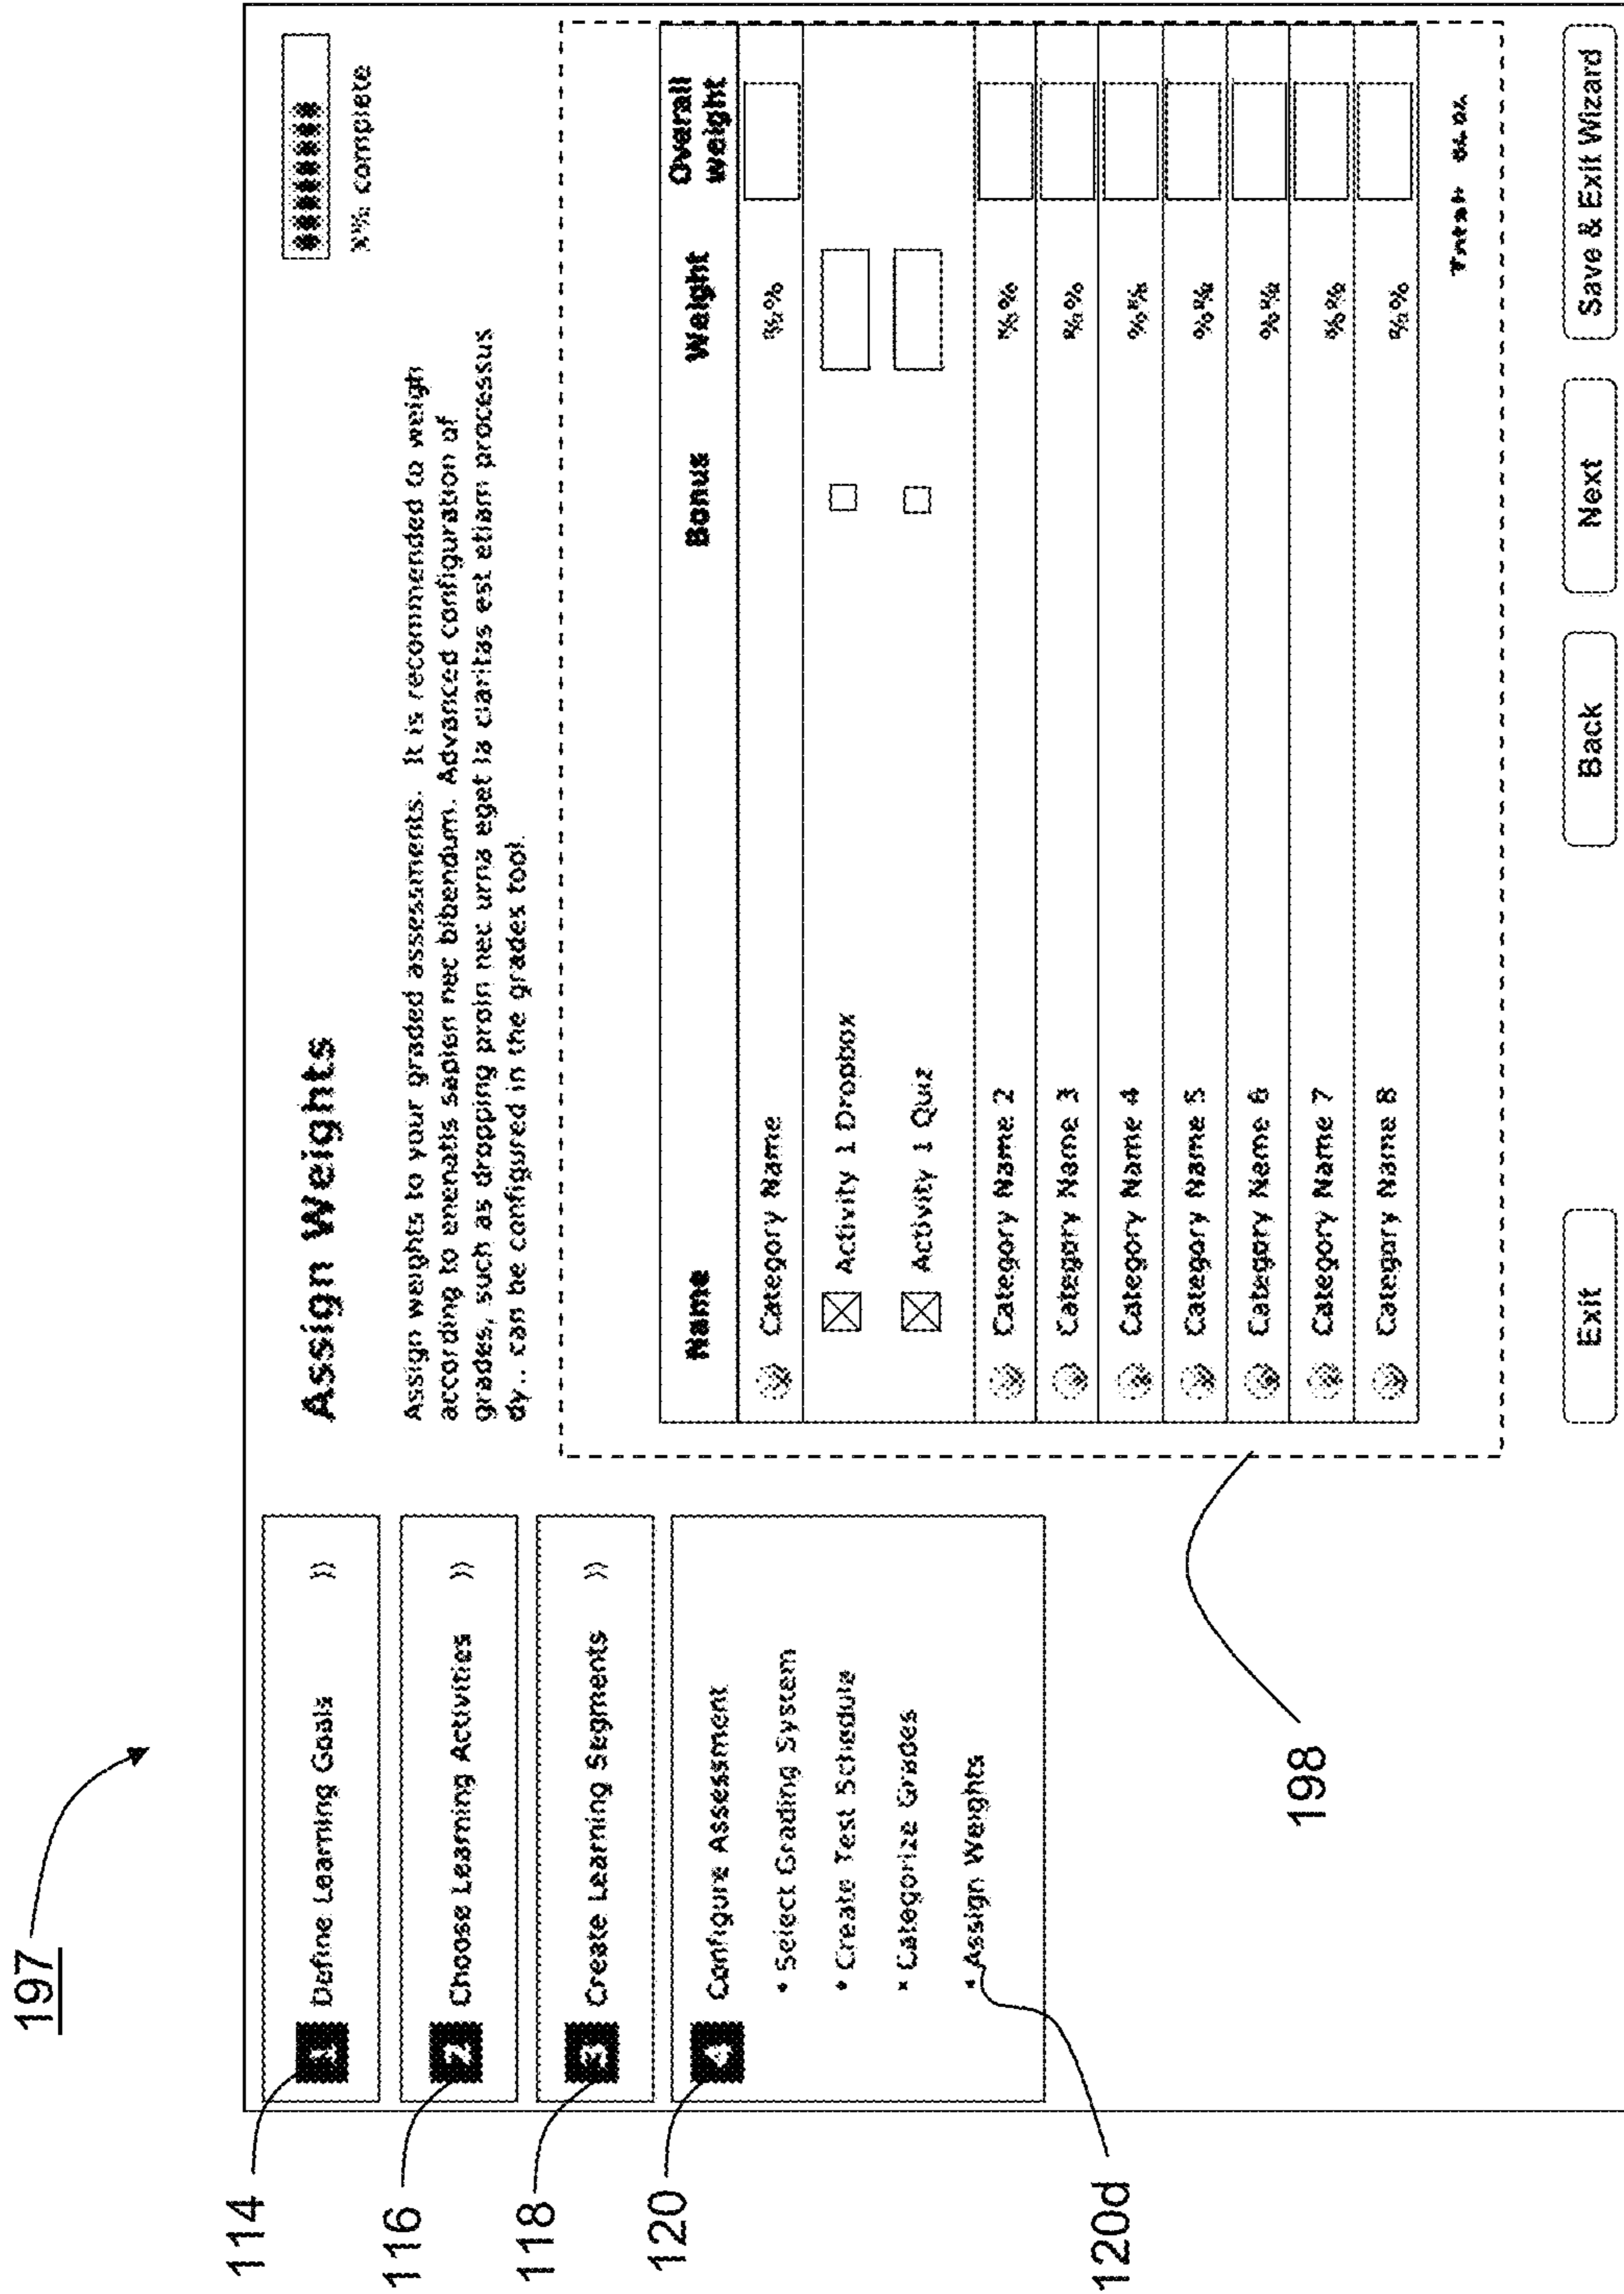 197
114
116
118
120
120d
198
1 Define Learning Goals
2 Choose Learning Activities
3 Create Learning Segments
4 Configure Assessment
• Select Grading System
• Create Test Schedule
• Categorize Grades
• Assign Weights
Assign Weights
X% complete
Assign weights to your graded assessments. It is recommended to weigh
according to enenatis sapien nec bibendum. Advanced configuration of
grades, such as dropping proin nec urna eget la claritas est etiam processus
dy.. can be configured in the grades tool.
Name Bonus Weight Overall
weight
Category Name %%
Activity 1 Dropbox
Activity 1 Quiz
Category Name 2 %%
Category Name 3 %%
Category Name 4 %%
Category Name 5 %%
Category Name 6 %%
Category Name 7 %%
Category Name 8 %%
Total:
Exit Back Next Save & Exit Wizard